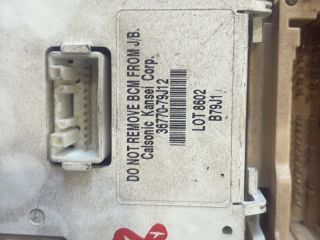 DO NOT REMOVE BCM FROM J/B.
Calsonic Kansei Corp.
36770-79J12
LOT 8602
B79J1